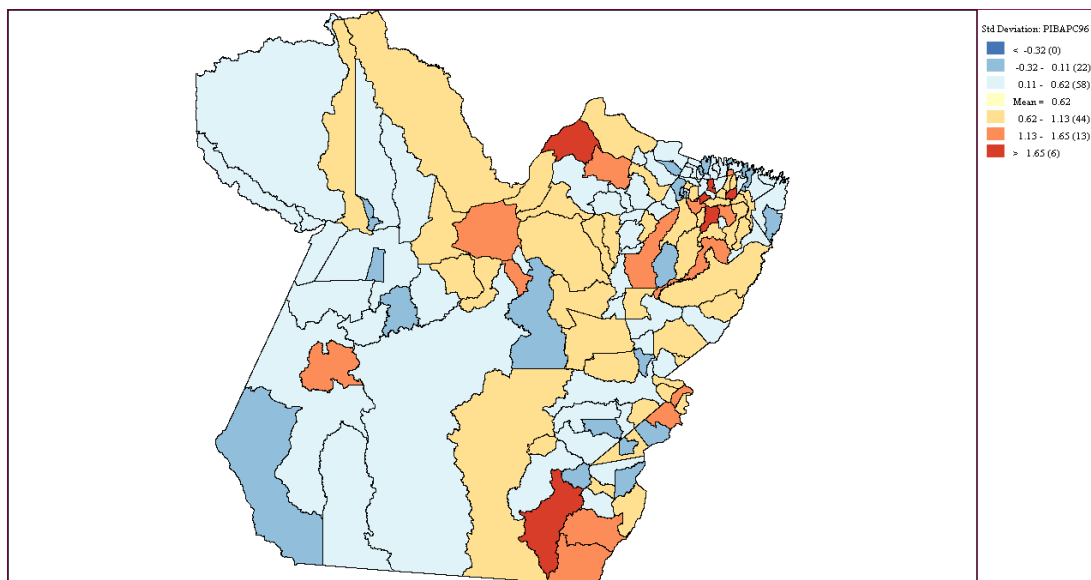 Std Deviation: PIBAPC96
< -0.32 (0)
-0.32 - 0.11 (22)
0.11 - 0.62 (58)
Mean = 0.62
0.62 - 1.13 (44)
1.13 - 1.65 (13)
> 1.65 (6)